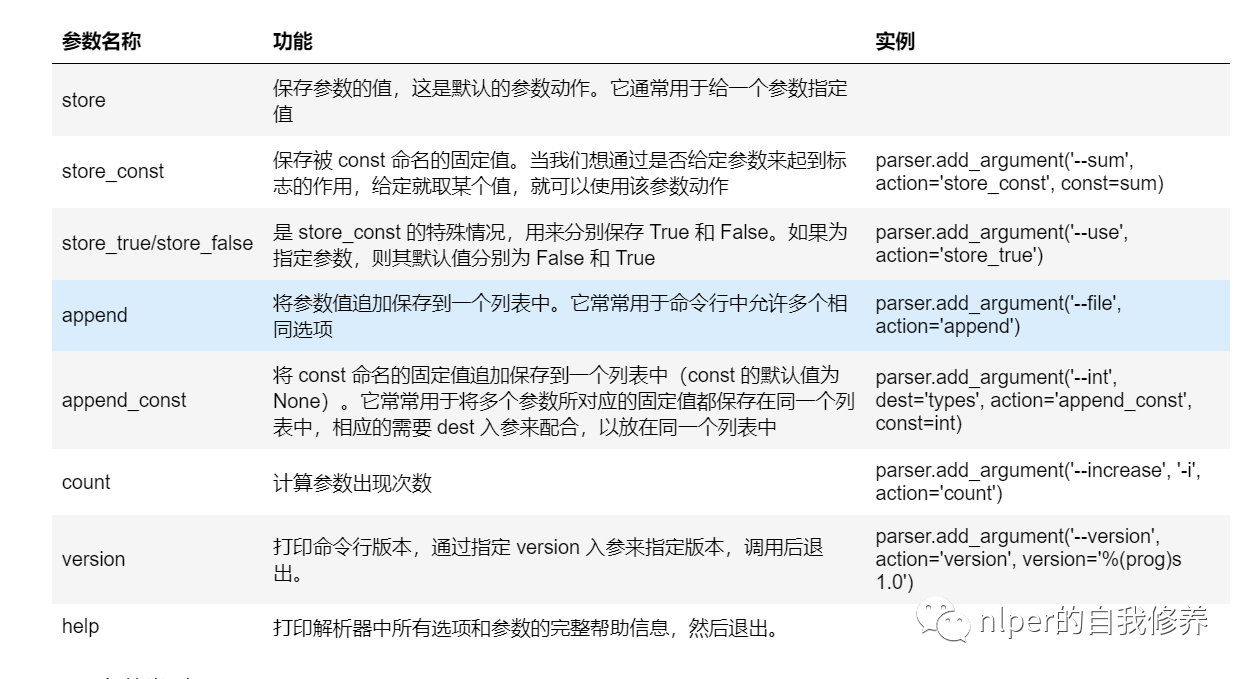 参数名称 功能 实例
store
保存参数的值，这是默认的参数动作。它通常用于给一个参数指定
值
store_const
保存被 const 命名的固定值。当我们想通过是否给定参数来起到标
志的作用，给定就取某个值，就可以使用该参数动作
parser.add_argument('--sum',
action='store_const', const=sum)
store_true/store_false
是 store_const 的特殊情况，用来分别保存 True 和 False。如果为
指定参数，则其默认值分别为 False 和 True
parser.add_argument('--use',
action='store_true')
append
将参数值追加保存到一个列表中。它常常用于命令行中允许多个相
同选项
parser.add_argument('--file',
action='append')
append_const
将 const 命名的固定值追加保存到一个列表中（const 的默认值为
None）。它常常用于将多个参数所对应的固定值都保存在同一个列
表中，相应的需要 dest 入参来配合，以放在同一个列表中
parser.add_argument('--int',
dest='types', action='append_const',
const=int)
count
计算参数出现次数
parser.add_argument('--increase', '-i',
action='count')
version
打印命令行版本，通过指定 version 入参来指定版本，调用后退
出。
parser.add_argument('--version',
action='version', version='%(prog)s
1.0')
help
打印解析器中所有选项和参数的完整帮助信息，然后退出。
nlper的自我修养